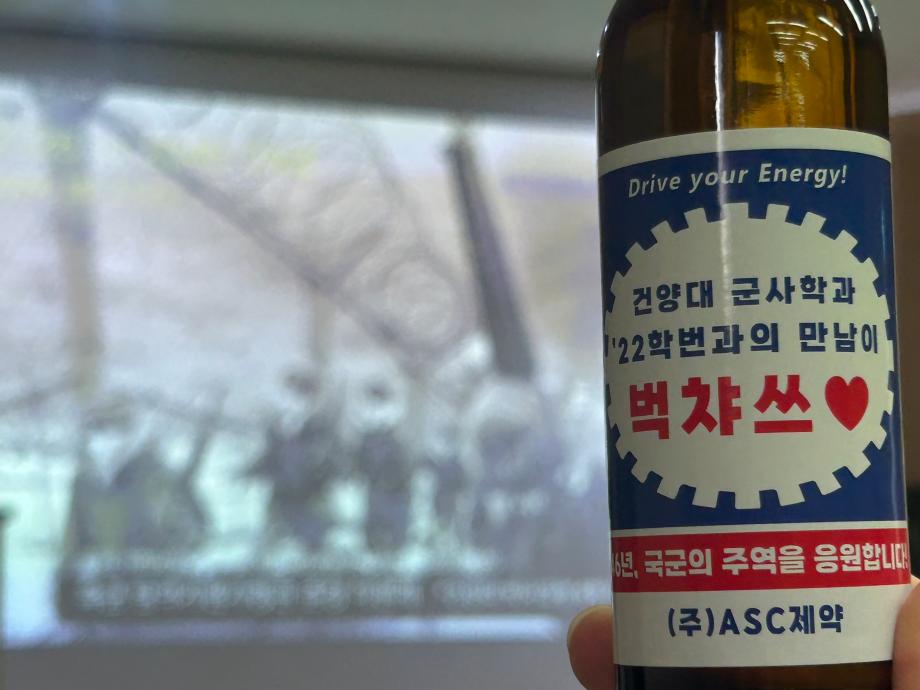 Drive your Energy!
건양대 군사학과
'22학번과의 만남이
벅챠쓰♥
6년, 국군의 주역을 응원합니다!
(주)ASC제약